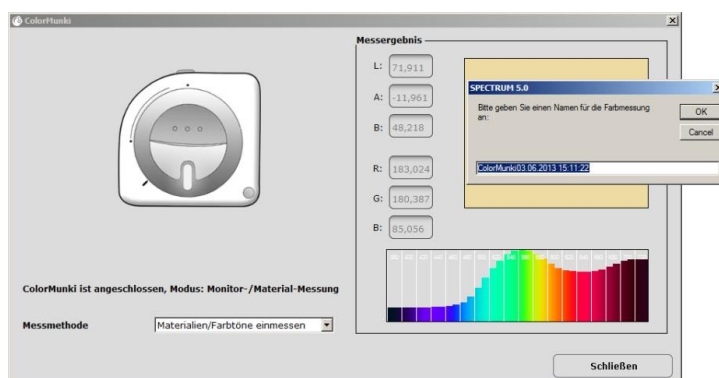 ColorMunki
Messergebnis
L: 71,911
A: -11,961
B: 48,218
R: 183,024
G: 180,387
B: 85,056
SPECTRUM 5.0
Bitte geben Sie einen Namen für die Farbmessung
an:
OK
Cancel
ColorMunki03.06.2013 15:11:22
ColorMunki ist angeschlossen, Modus: Monitor-/Material-Messung
Messmethode
Materialien/Farbtöne einmessen
Schließen